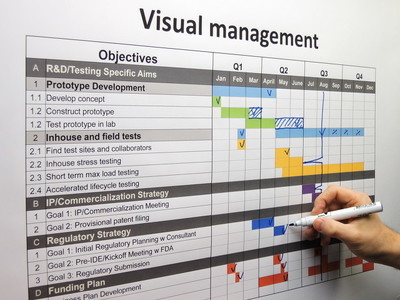 Visual management
Objectives Q1 Q2 Q3 Q4
A R&D/Testing Specific Aims Jan Feb Mar April May June Jul Aug Sep Oct Nov Dec
1 Prototype Development
1.1 Develop concept
1.2 Construct prototype
1.2 Test prototype in lab
2 Inhouse and field tests
2.1 Find test sites and collaborators
2.2 Inhouse stress testing
2.3 Short term max load testing
2.4 Accelerated lifecycle testing
B IP/Commercialization Strategy
1 Goal 1: IP/Commercialization Meeting
2 Goal 2: Provisional patent filing
C Regulatory Strategy
1 Goal 1: Initial Regulatory Planning w Consultant
2 Goal 2: Pre-IDE/Kickoff Meeting w FDA
3 Goal 3: Regulatory Submission
D Funding Plan
Business Plan Development